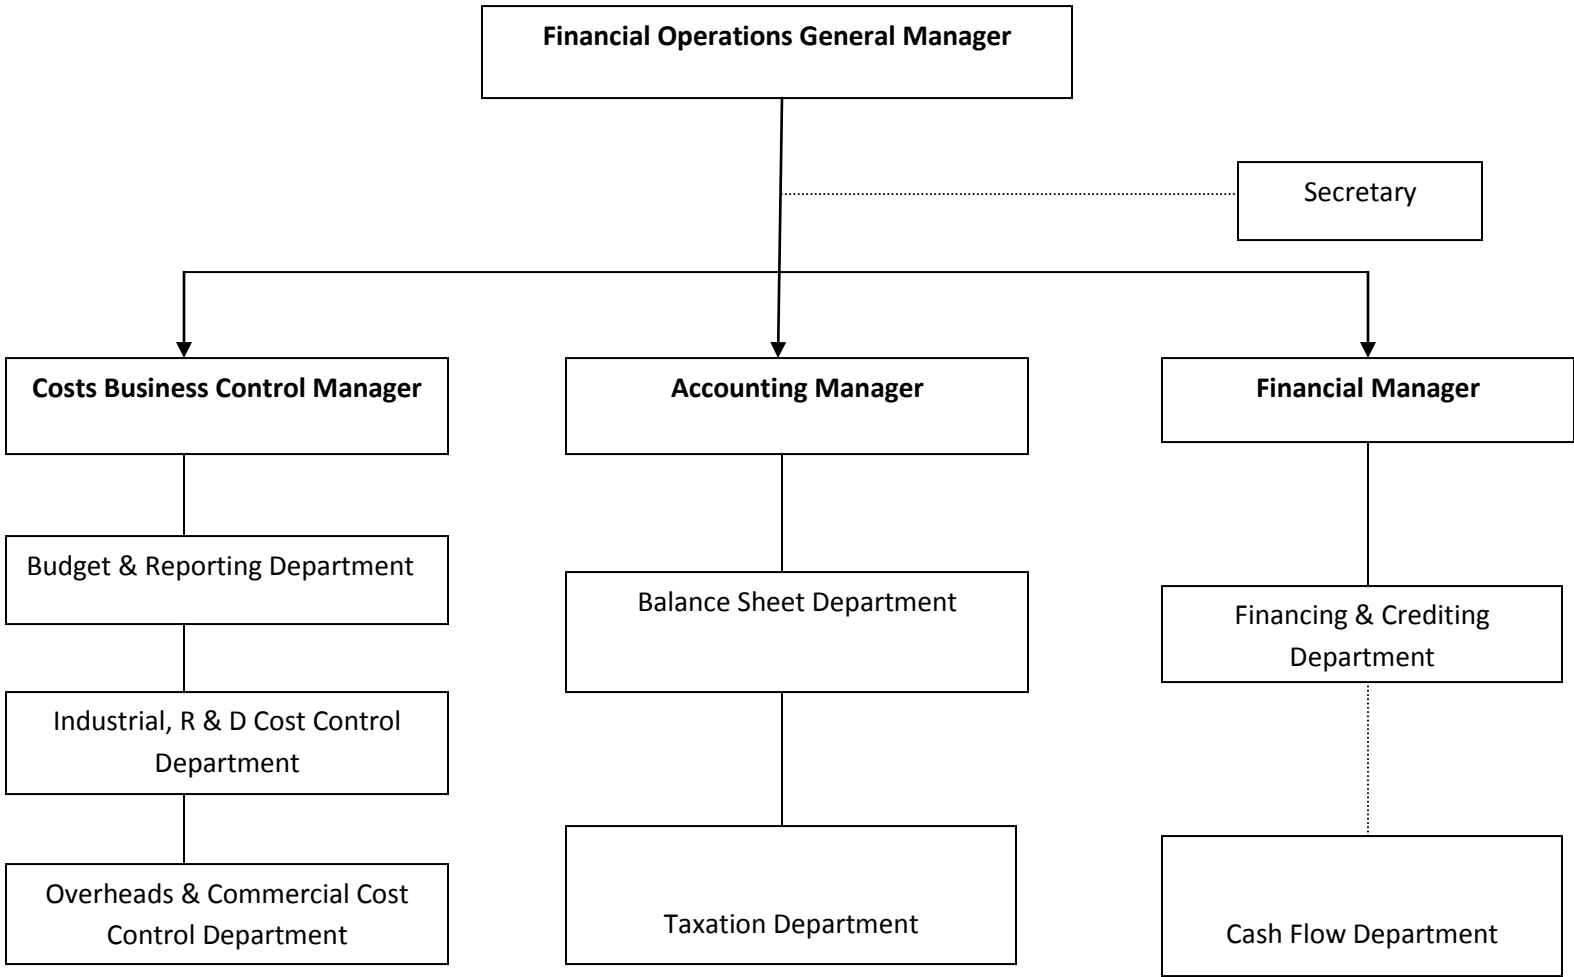 Financial Operations General Manager
Secretary
Costs Business Control Manager
Accounting Manager
Financial Manager
Budget & Reporting Department
Balance Sheet Department
Financing & Crediting
Department
Industrial, R & D Cost Control
Department
Overheads & Commercial Cost
Control Department
Taxation Department
Cash Flow Department